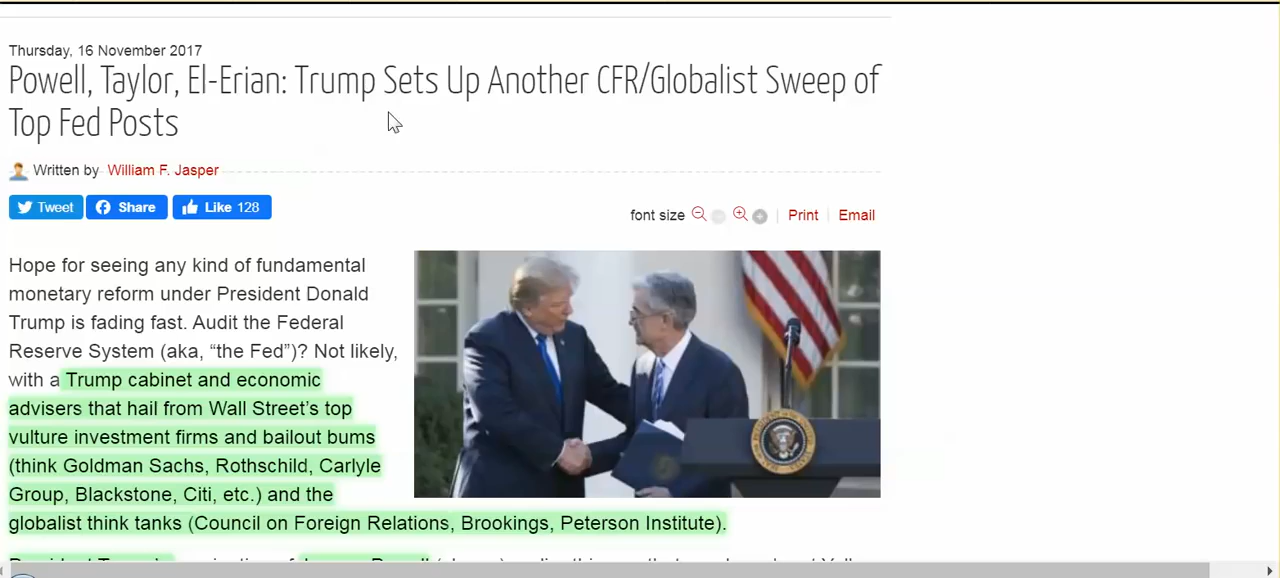 Thursday, 16 November 2017
Powell, Taylor, El-Erian: Trump Sets Up Another CFR/Globalist Sweep of
Top Fed Posts
Written by William F. Jasper
Tweet Share Like 128
font size Print Email
Hope for seeing any kind of fundamental
monetary reform under President Donald
Trump is fading fast. Audit the Federal
Reserve System (aka, “the Fed”)? Not likely,
with a Trump cabinet and economic
advisers that hail from Wall Street’s top
vulture investment firms and bailout bums
(think Goldman Sachs, Rothschild, Carlyle
Group, Blackstone, Citi, etc.) and the
globalist think tanks (Council on Foreign Relations, Brookings, Peterson Institute).